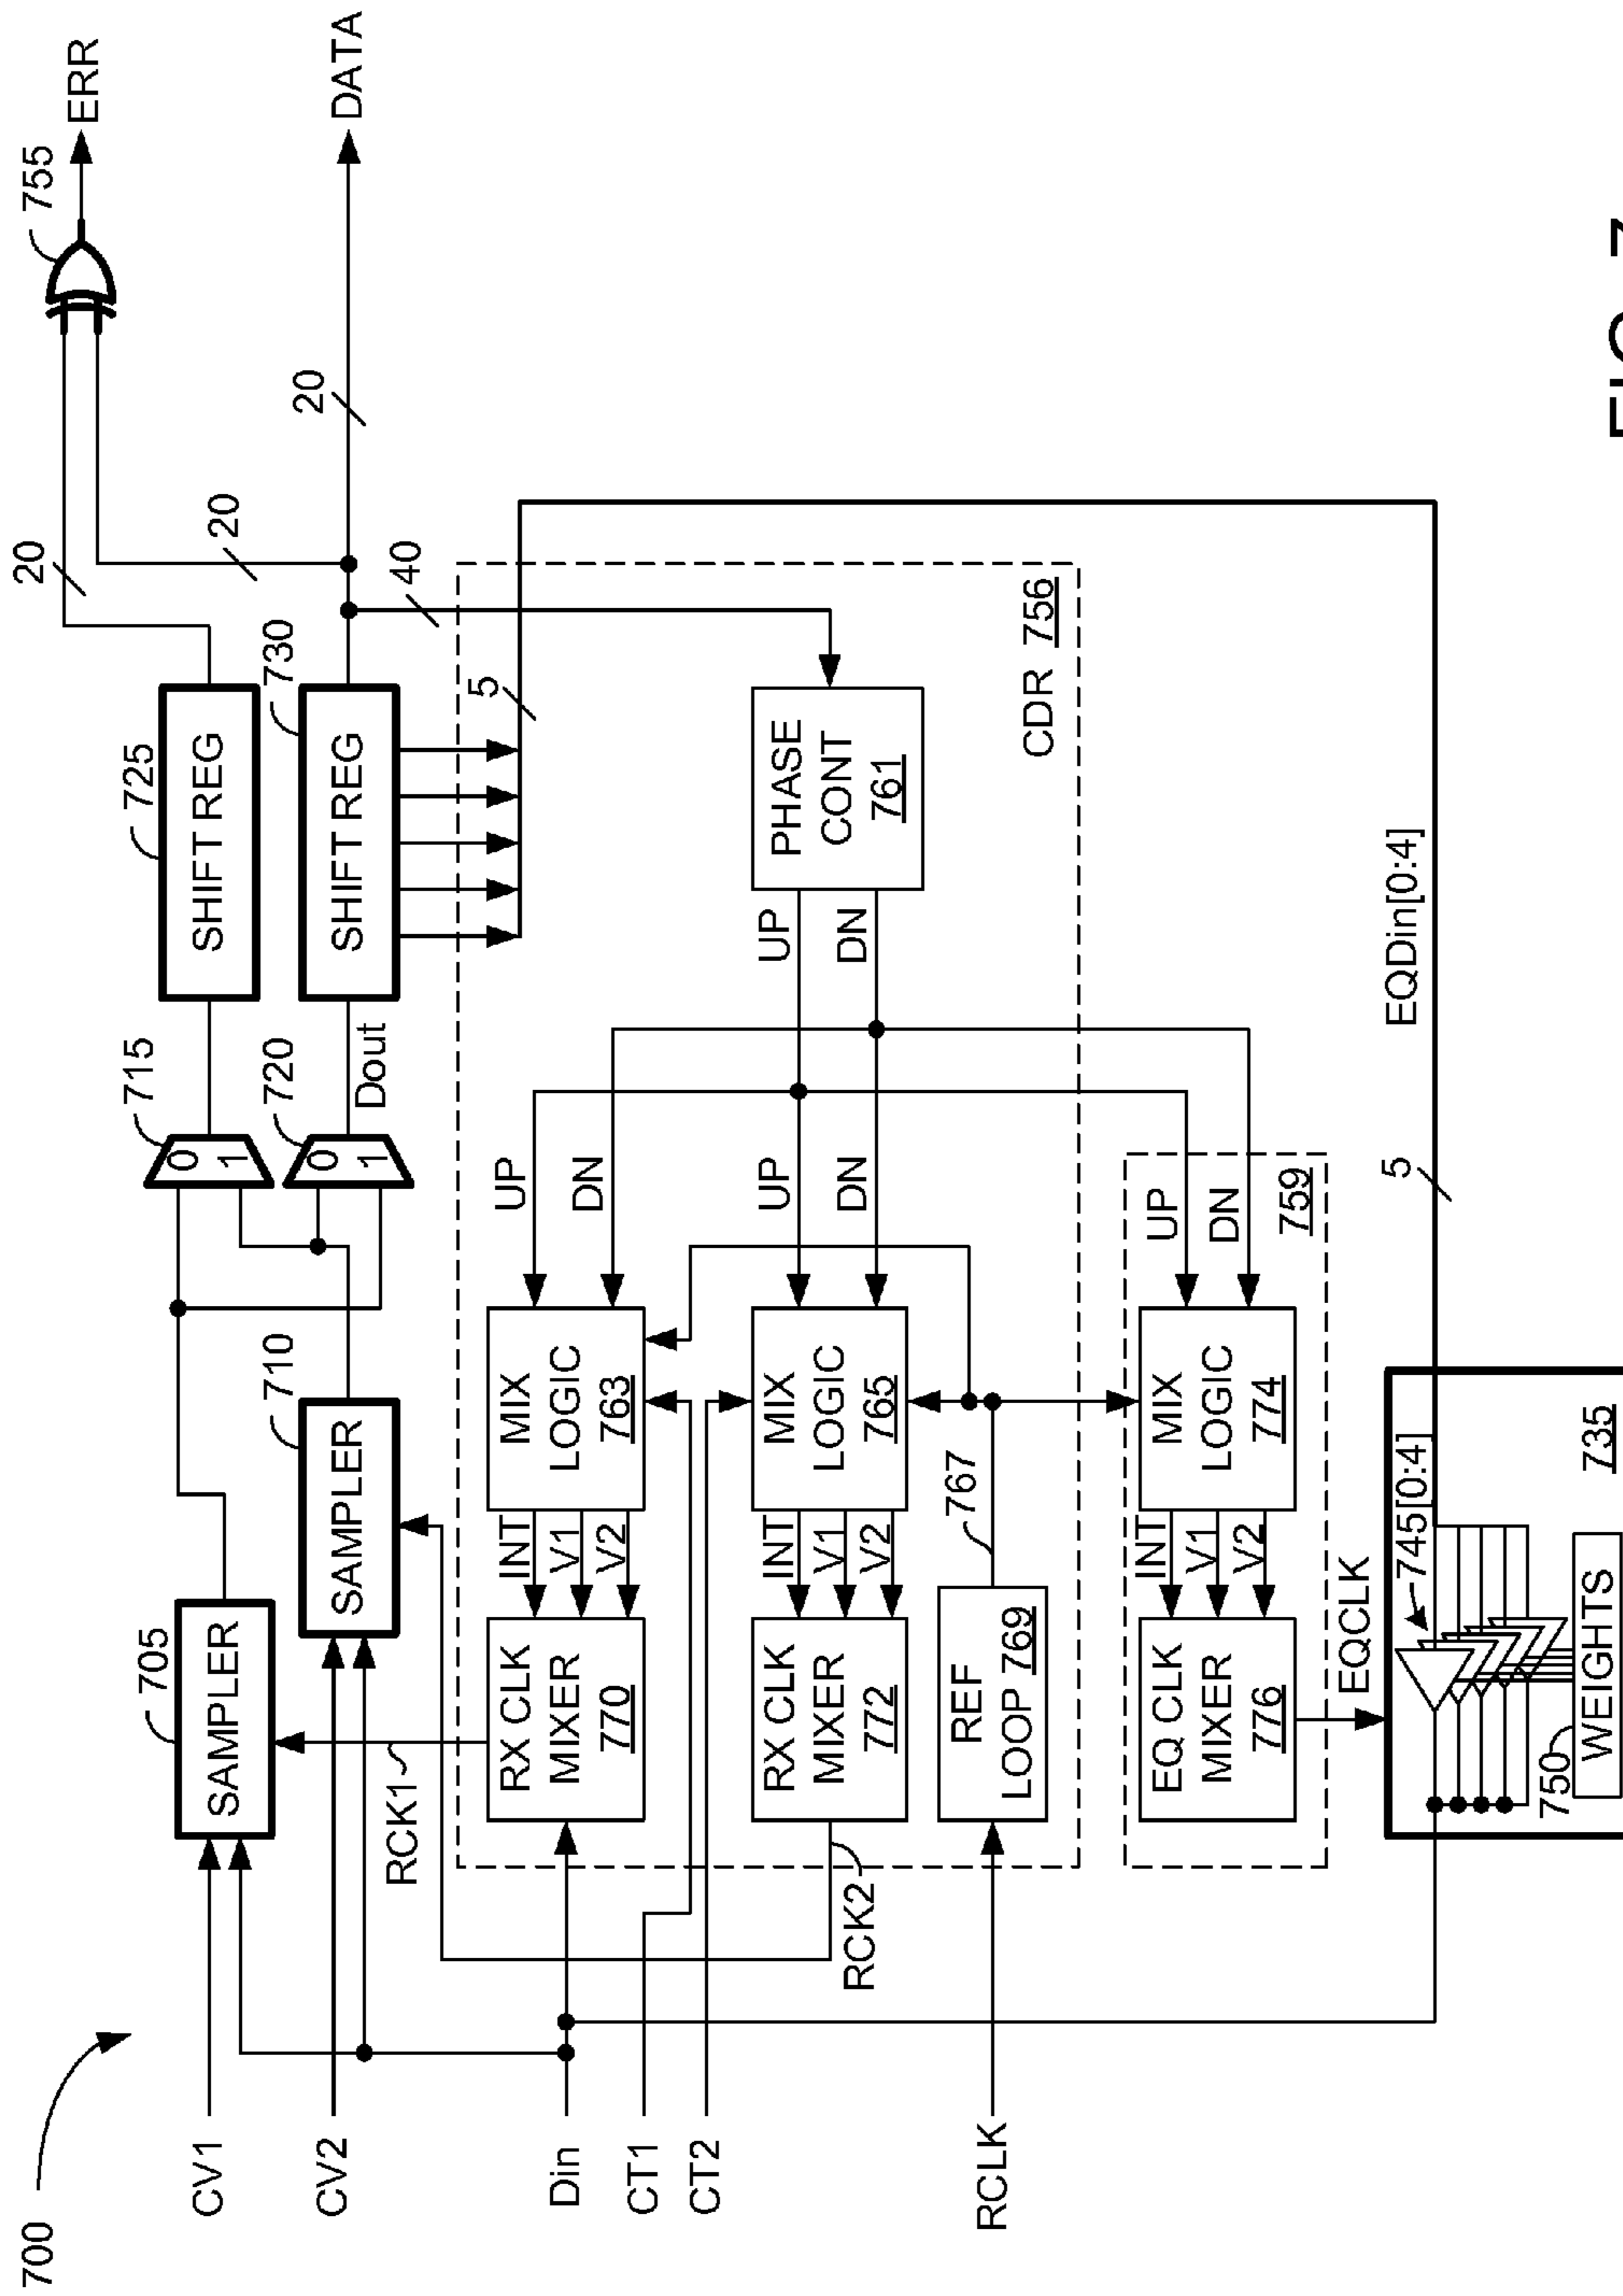 700
CV1
CV2
Din
CT1
CT2
RCLK
705
SAMPLER
710
SAMPLER
715
0
1
720
0
1
Dout
725
SHIFT REG
730
SHIFT REG
20
20
20
40
755
ERR
DATA
5
RCK1
RCK2
RX CLK
MIXER
770
INT
V1
V2
MIX
LOGIC
763
UP
DN
RX CLK
MIXER
772
INT
V1
V2
MIX
LOGIC
765
UP
DN
UP
DN
PHASE
CONT
761
CDR 756
REF
LOOP 769
767
EQ CLK
MIXER
776
INT
V1
V2
MIX
LOGIC
774
UP
DN
759
EQCLK
5
EQDin[0:4]
745[0:4]
735
750
WEIGHTS